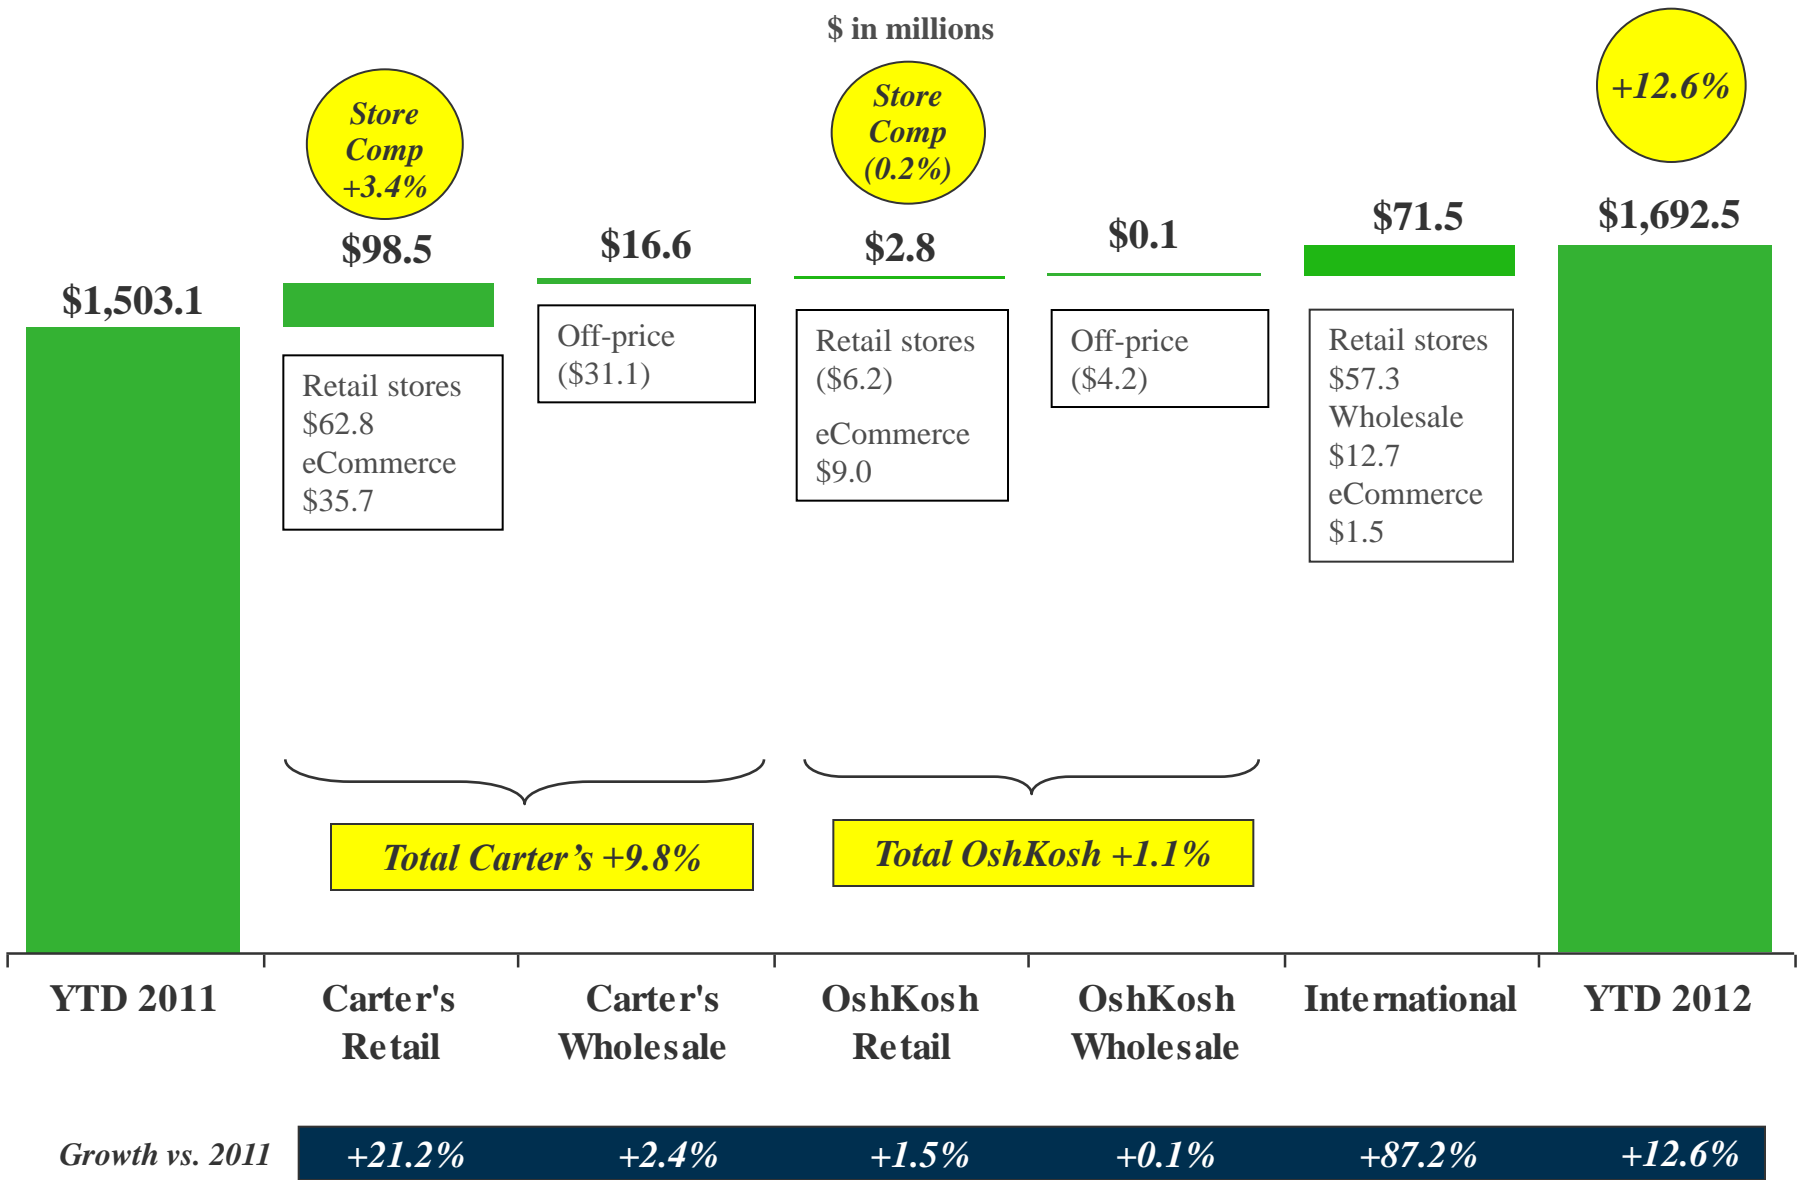 $ in millions
Store
Comp
+3.4%
Store
Comp
(0.2%)
+12.6%
$1,503.1
$98.5
$16.6
$2.8
$0.1
$71.5
$1,692.5
Retail stores
$62.8
eCommerce
$35.7
Off-price
($31.1)
Retail stores
($6.2)
eCommerce
$9.0
Off-price
($4.2)
Retail stores
$57.3
Wholesale
$12.7
eCommerce
$1.5
Total Carter’s +9.8%
Total OshKosh +1.1%
YTD 2011
Carter's
Retail
Carter's
Wholesale
OshKosh
Retail
OshKosh
Wholesale
International
YTD 2012
Growth vs. 2011 +21.2% +2.4% +1.5% +0.1% +87.2% +12.6%